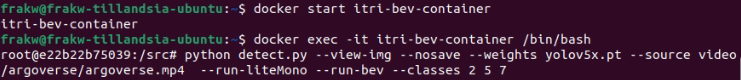 frakw@frakw-tillandsia-ubuntu:~$ docker start itri-bev-container
itri-bev-container
frakw@frakw-tillandsia-ubuntu:~$ docker exec -it itri-bev-container /bin/bash
root@e22b22b75039:/src# python detect.py --view-img --nosave --weights yolov5x.pt --source video
/argoverse/argoverse.mp4  --run-liteMono --run-bev --classes 2 5 7